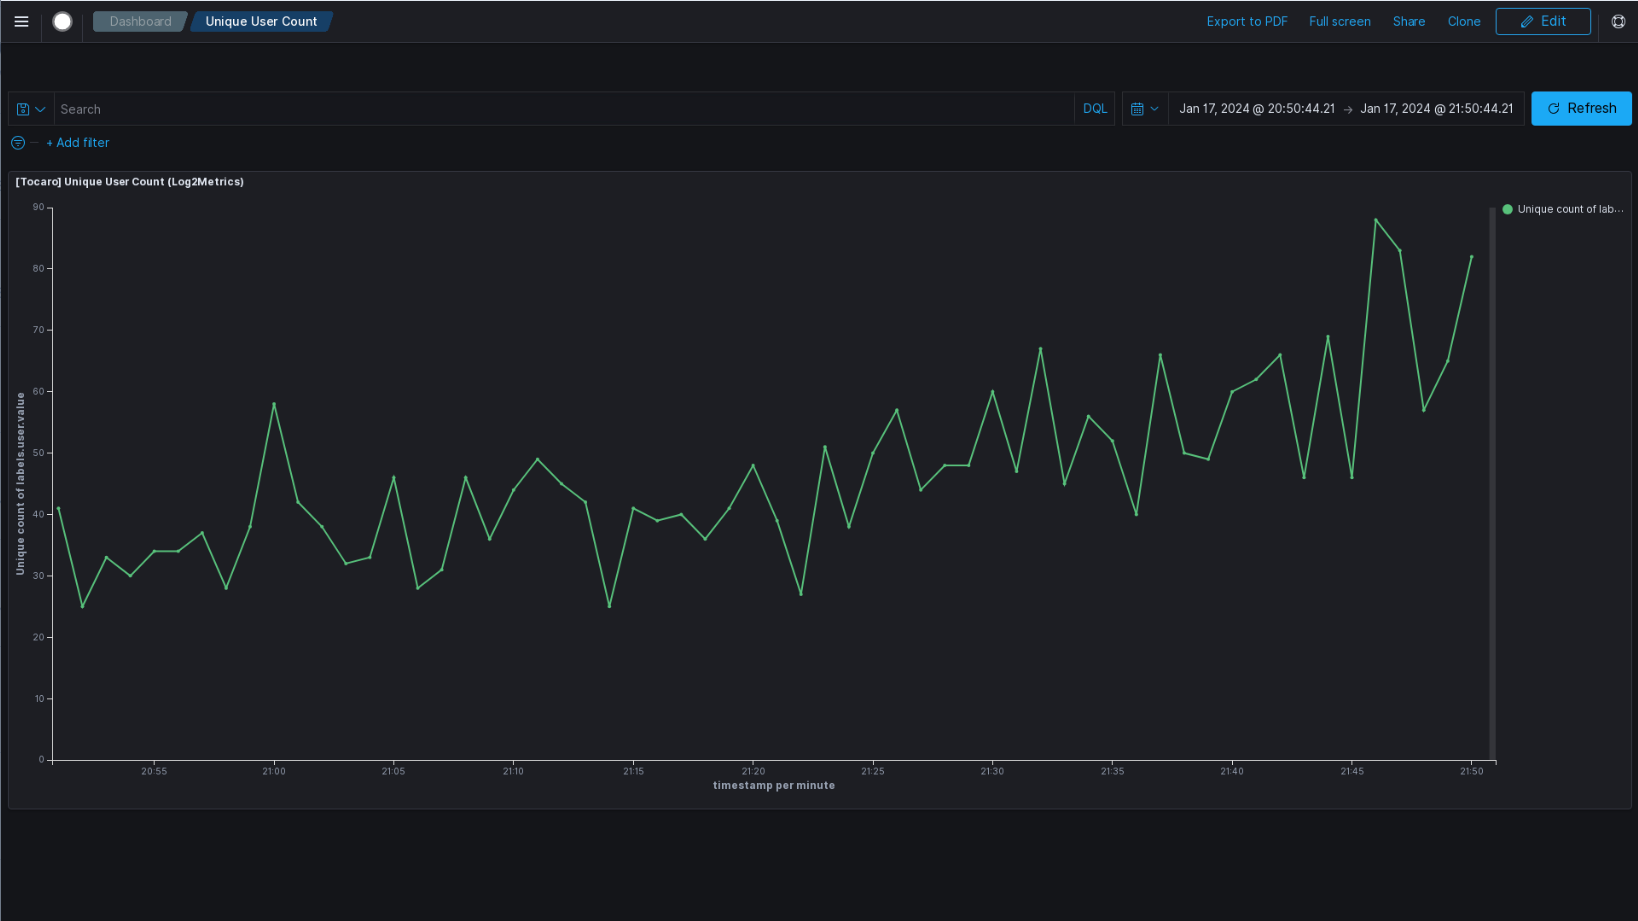 Dashboard
Unique User Count
Export to PDF
Full screen
Share
Clone
Edit
Search
DQL
Jan 17, 2024 @ 20:50:44.21 → Jan 17, 2024 @ 21:50:44.21
Refresh
+ Add filter
[Tocaro] Unique User Count (Log2Metrics)
90
80
70
60
50
40
30
20
10
0
Unique count of labels.user.value
Unique count of lab...
20:55
21:00
21:05
21:10
21:15
21:20
21:25
21:30
21:35
21:40
21:45
21:50
timestamp per minute